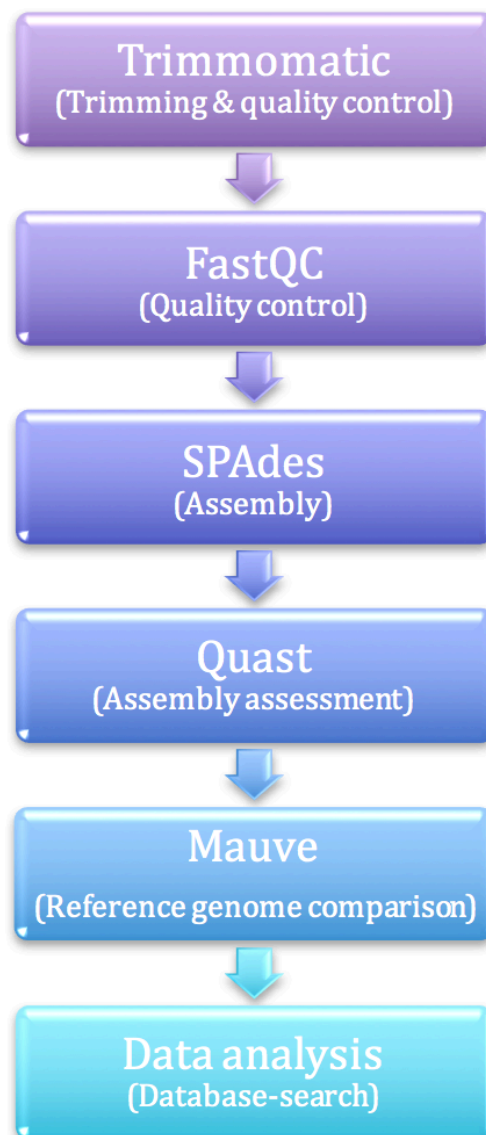 Trimmomatic
(Trimming & quality control)
FastQC
(Quality control)
SPAdes
(Assembly)
Quast
(Assembly assessment)
Mauve
(Reference genome comparison)
Data analysis
(Database-search)